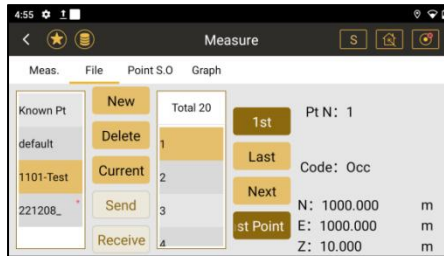 4:55
Measure
S
Meas. File Point S.O Graph
Known Pt
default
1101-Test
221208_ *
New
Delete
Current
Send
Receive
Total 20
1
2
3
4
1st
Last
Next
st Point
Pt N: 1
Code: Occ
N: 1000.000 m
E: 1000.000 m
Z: 10.000 m